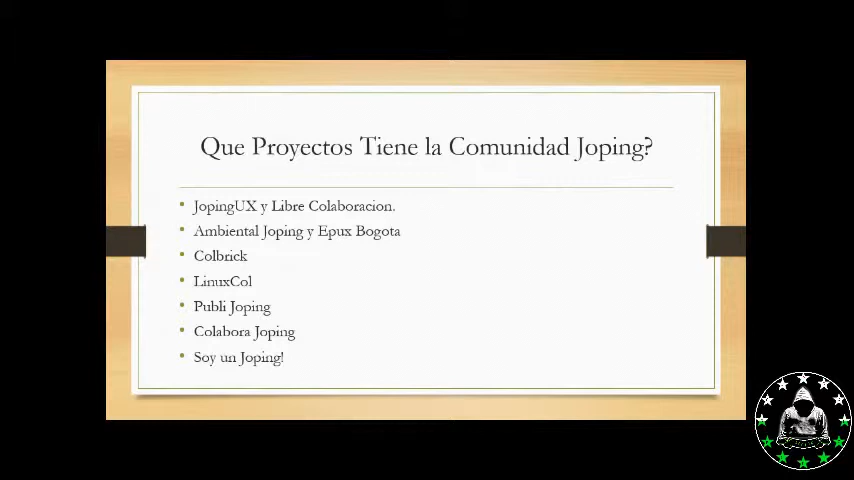 Que Proyectos Tiene la Comunidad Joping?
JopingUX y Libre Colaboracion.
Ambiental Joping y Epux Bogota
Colbrick
LinuxCol
Publi Joping
Colabora Joping
Soy un Joping!